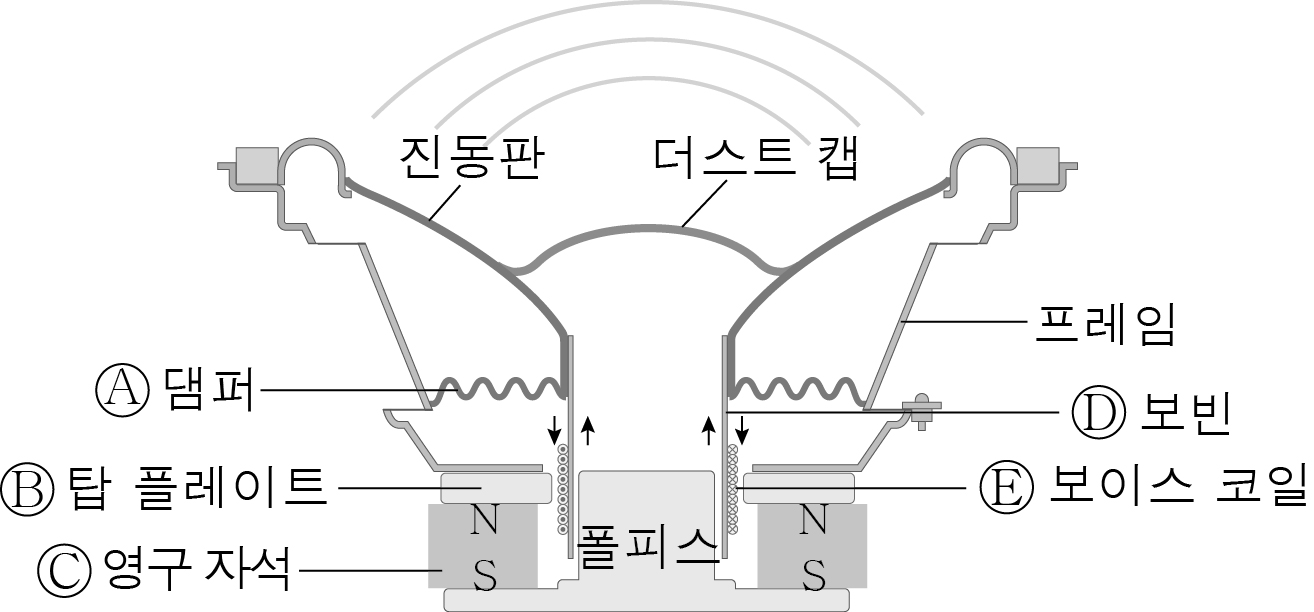 진동판
더스트 캡
프레임
Ⓐ 댐퍼
Ⓓ 보빈
Ⓑ 탑 플레이트
Ⓔ 보이스 코일
N
N
폴피스
Ⓒ 영구 자석
S
S